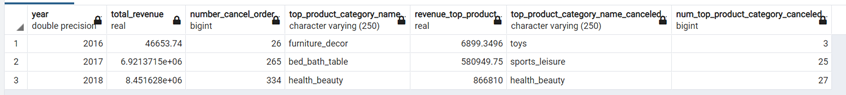 year total_revenue number_cancel_order top_product_category_name revenue_top_product top_product_category_name_canceled num_top_product_category_canceled
double precision real bigint character varying (250) real character varying (250) bigint
1 2016 46653.74 26 furniture_decor 6899.3496 toys 3
2 2017 6.9213715e+06 265 bed_bath_table 580949.75 sports_leisure 25
3 2018 8.451628e+06 334 health_beauty 866810 health_beauty 27